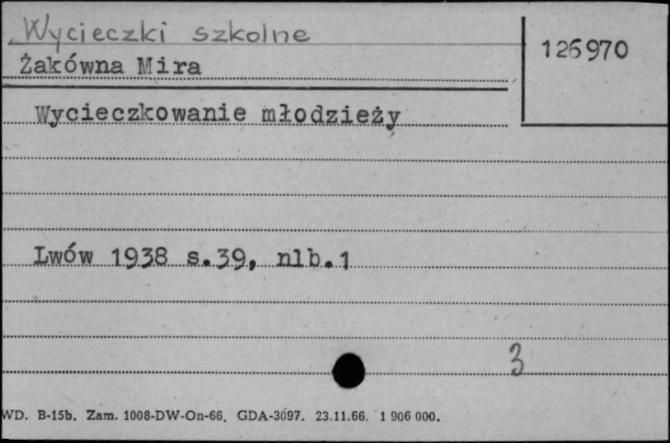 Wycieczki szkolne
126970
Żakówna Mira
Wycieczkowanie młodzieży
Lwów 1938 s.39, nlb.1
3
WD. B-15b. Zam. 1008-DW-On-66. GDA-3097. 23.11.66. 1 906 000.